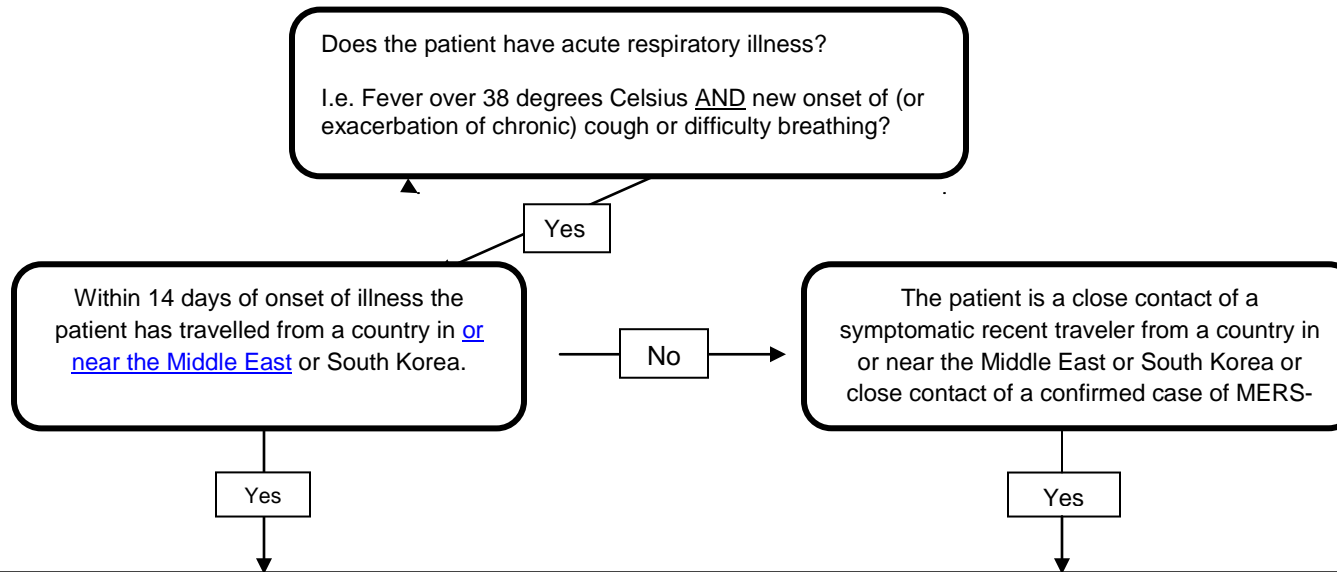 Does the patient have acute respiratory illness?
I.e. Fever over 38 degrees Celsius AND new onset of (or
exacerbation of chronic) cough or difficulty breathing?
Yes
Within 14 days of onset of illness the
patient has travelled from a country in or
near the Middle East or South Korea.
No
The patient is a close contact of a
symptomatic recent traveler from a country in
or near the Middle East or South Korea or
close contact of a confirmed case of MERS-
Yes
Yes